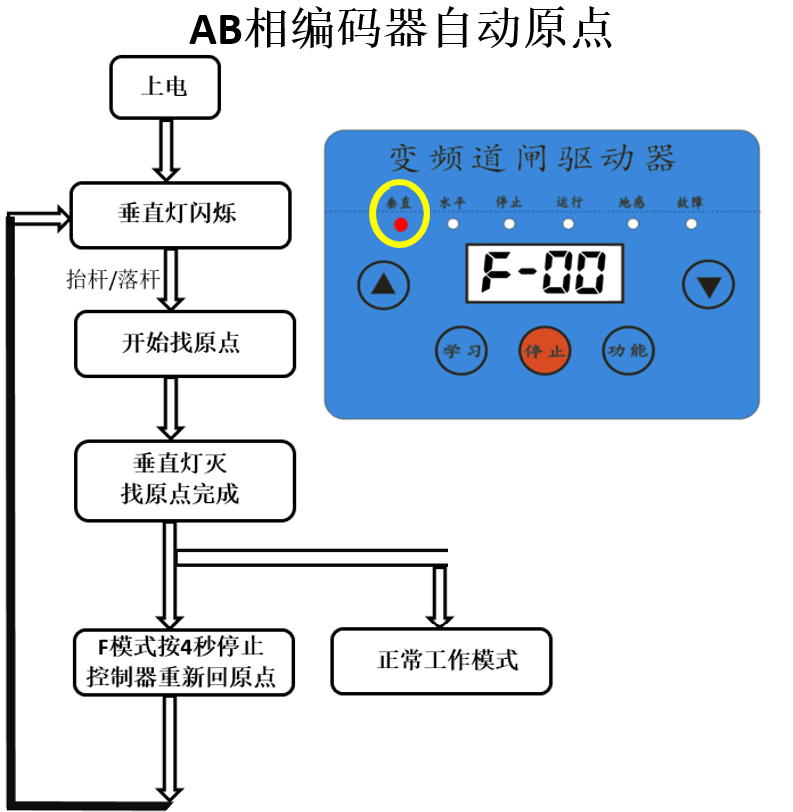 AB相编码器自动原点
上电
变频道闸驱动器
垂直灯闪烁
垂直 水平 停止 运行 地感 故障
抬杆/落杆
F-00
开始找原点
学习 停止 功能
垂直灯灭
找原点完成
F模式按4秒停止
控制器重新回原点
正常工作模式